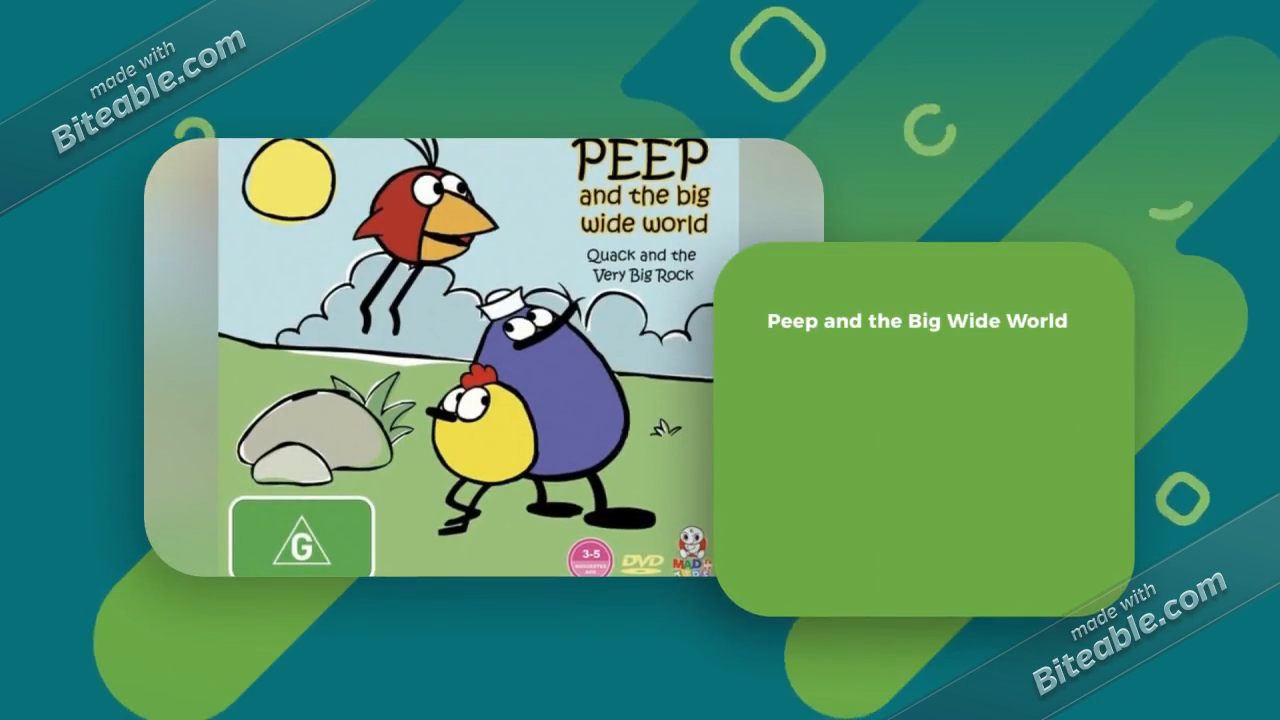 made with
Biteable.com
PEEP
and the big
wide world
Quack and the
Very Big Rock
Peep and the Big Wide World
G
3-5
DVD
MAD
made with
Biteable.com